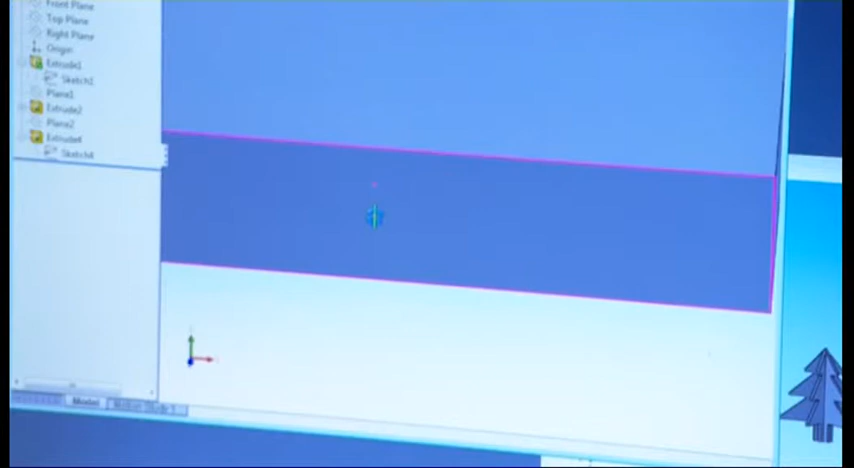 Front Plane
Top Plane
Right Plane
Origin
Extrude1
Sketch1
Plane1
Extrude2
Plane2
Extrude4
Sketch4
Model